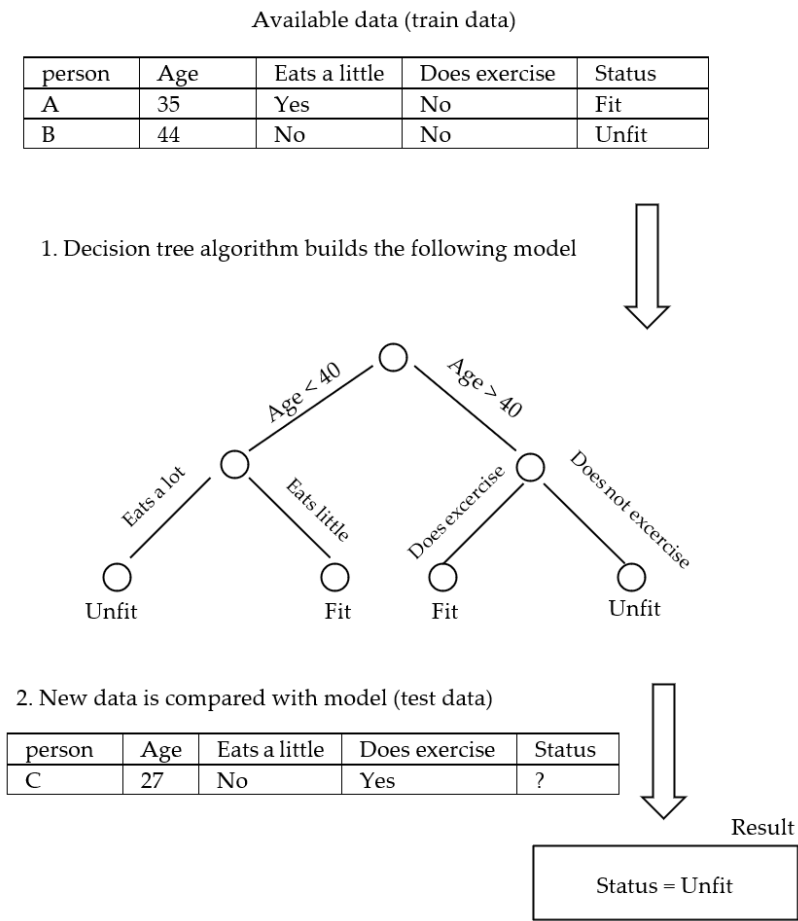 Available data (train data)
person Age Eats a little Does exercise Status
A 35 Yes No Fit
B 44 No No Unfit
1. Decision tree algorithm builds the following model
Age < 40
Age > 40
Eats a lot
Eats little
Does excercise
Does not excercise
Unfit
Fit
Fit
Unfit
2. New data is compared with model (test data)
person Age Eats a little Does exercise Status
C 27 No Yes ?
Result
Status = Unfit